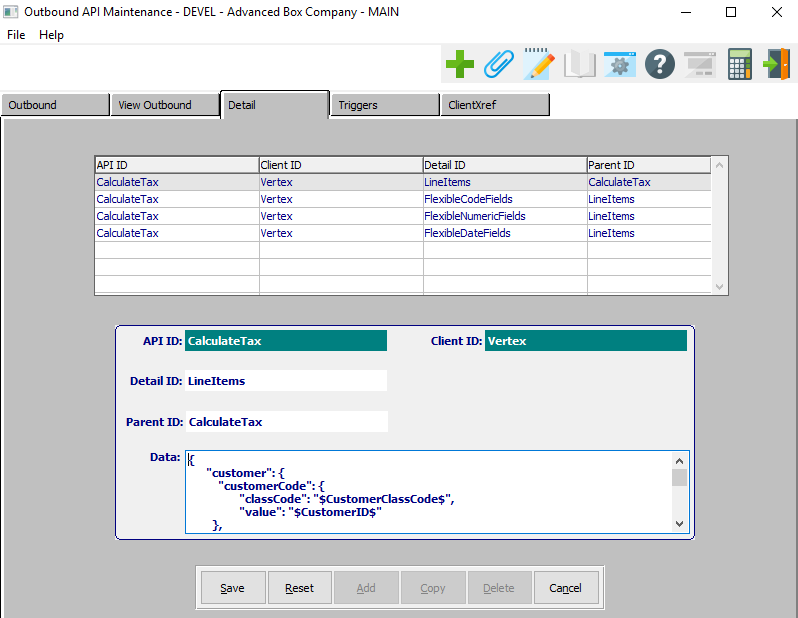 Outbound API Maintenance - DEVEL - Advanced Box Company - MAIN
File Help
Outbound View Outbound Detail Triggers ClientXref
API ID Client ID Detail ID Parent ID
CalculateTax Vertex LineItems CalculateTax
CalculateTax Vertex FlexibleCodeFields LineItems
CalculateTax Vertex FlexibleNumericFields LineItems
CalculateTax Vertex FlexibleDateFields LineItems
API ID: CalculateTax Client ID: Vertex
Detail ID: LineItems
Parent ID: CalculateTax
Data: {
"customer": {
"customerCode": {
"classCode": "$CustomerClassCode$",
"value": "$CustomerID$"
},
Save Reset Add Copy Delete Cancel